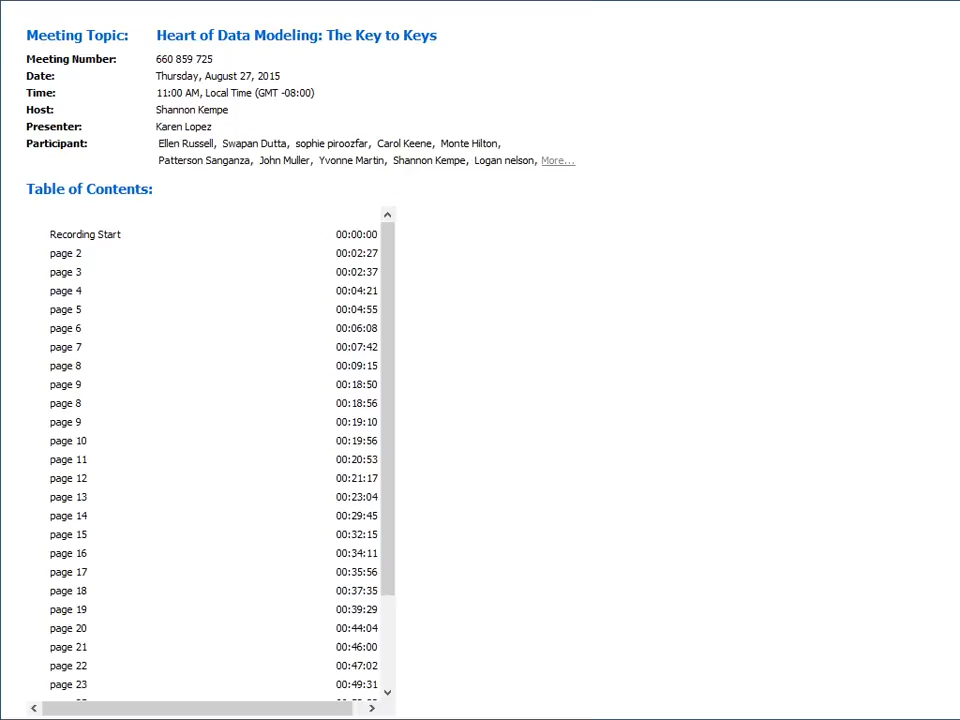 Meeting Topic: Heart of Data Modeling: The Key to Keys
Meeting Number: 660 859 725
Date: Thursday, August 27, 2015
Time: 11:00 AM, Local Time (GMT -08:00)
Host: Shannon Kempe
Presenter: Karen Lopez
Participant: Ellen Russell, Swapan Dutta, sophie piroozfar, Carol Keene, Monte Hilton,
Patterson Sanganza, John Muller, Yvonne Martin, Shannon Kempe, Logan nelson, More...
Table of Contents:
Recording Start 00:00:00
page 2 00:02:27
page 3 00:02:37
page 4 00:04:21
page 5 00:04:55
page 6 00:06:08
page 7 00:07:42
page 8 00:09:15
page 9 00:18:50
page 8 00:18:56
page 9 00:19:10
page 10 00:19:56
page 11 00:20:53
page 12 00:21:17
page 13 00:23:04
page 14 00:29:45
page 15 00:32:15
page 16 00:34:11
page 17 00:35:56
page 18 00:37:35
page 19 00:39:29
page 20 00:44:04
page 21 00:46:00
page 22 00:47:02
page 23 00:49:31